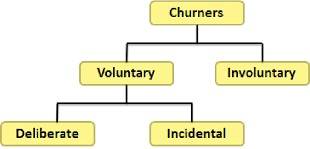 Churners
Voluntary
Involuntary
Deliberate
Incidental